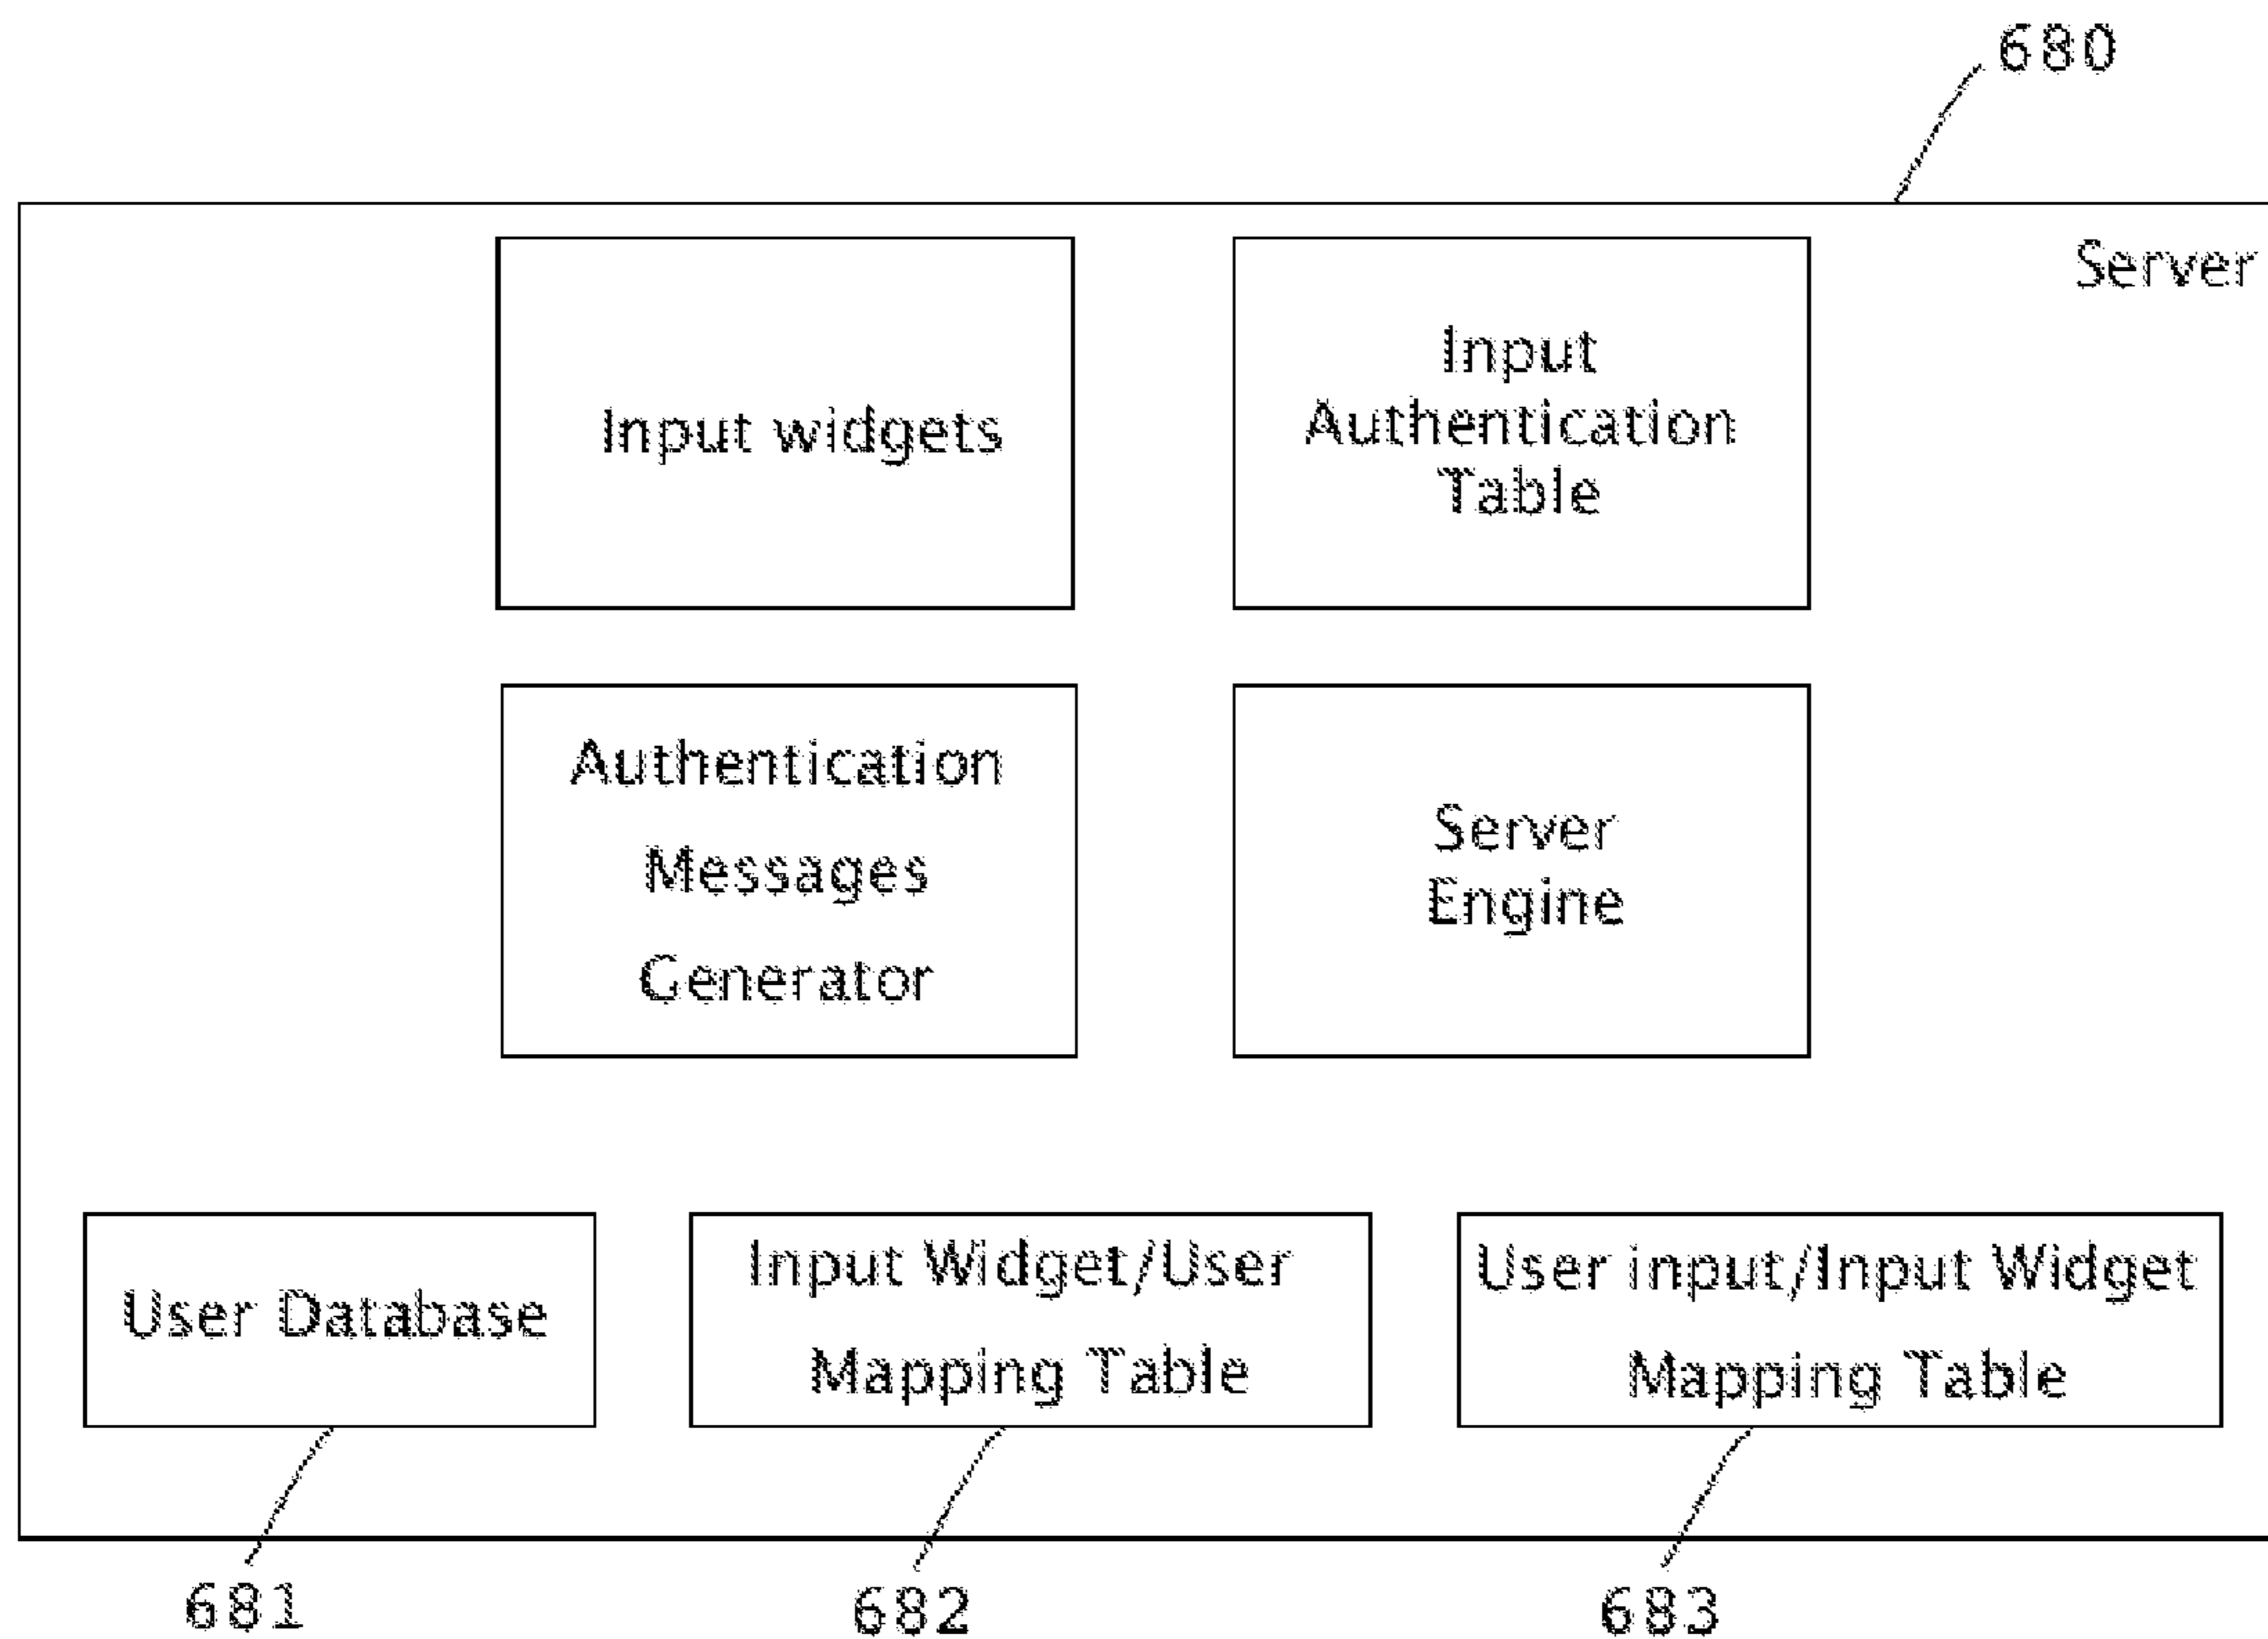 680
Server
Input widgets
Input
Authentication
Table
Authentication
Messages
Generator
Server
Engine
User Database
Input Widget/User
Mapping Table
User input/Input Widget
Mapping Table
681
682
683